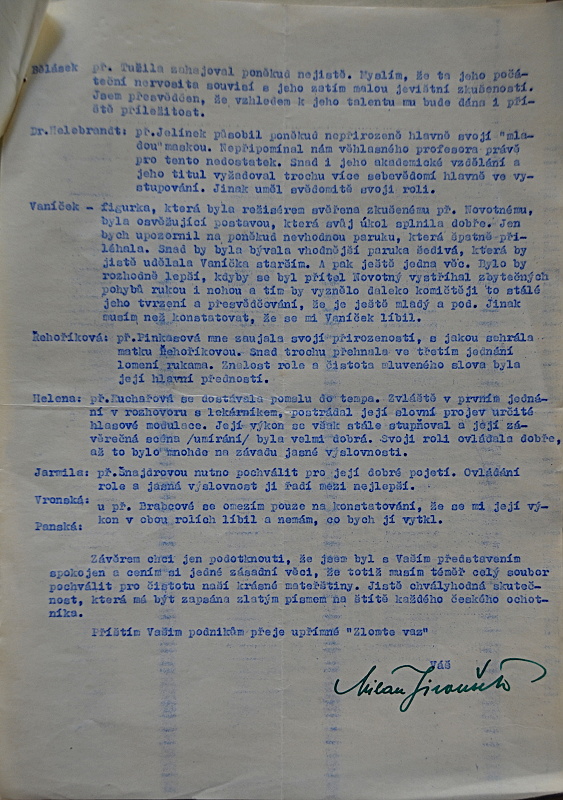 Bělásek př. Tušila zahajoval poněkud nejistě. Myslím, že ta jeho počá-
teční nervosita souvisí s jeho zatím malou jevištní zkušeností.
Jsem přesvědčen, že vzhledem k jeho talentu mu bude dána i pří-
ště příležitost.
Dr.Helebrandt: př.Jelínek působil poněkud nepřirozeně hlavně svojí "mla-
dou"maskou. Nepřipomínal nám věhlasného profesora právě
pro tento nedostatek. Snad i jeho akademické vzdělání a
jeho titul vyžadoval trochu více sebevědomí hlavně ve vy-
stupování. Jinak uměl svědomitě svoji roli.
Vaníček - figurka, která byla režisérem svěřena zkušenému př. Novotnému,
byla osvěžující postavou, která svůj úkol splnila dobře. Jen
bych upozornil na poněkud nevhodnou paruku, která špatně při-
léhala. Snad by byla bývala vhodnější paruka šedivá, která by
jistě udělala Vaníčka starším. A pak ještě jedna věc. Bylo by
rozhodně lepší, kdyby se byl přítel Novotný vystříhal zbytečných
pohybů rukou i nohou a tím by vyznělo daleko komičtěji to stálé
jeho tvrzení a přesvědčování, že je ještě mladý a pod. Jinak
musím než konstatovat, že se mi Vaníček líbil.
Řehoříková: př.Pinkasová mne zaujala svojí přirozeností, s jakou sehrála
matku Řehoříkovou. Snad trochu přehnala ve třetím jednání
lomení rukama. Znalost role a čistota mluveného slova byla
její hlavní předností.
Helena: př.Kuchařová se dostávala pomalu do tempa. Zvláště v prvním jedná-
ní v rozhovoru s lekárníkem, postrádal její slovní projev určité
hlasové modulace. Její výkon se však stále stupňoval a její zá-
věrečná scéna /umírání/ byla velmi dobrá. Svoji roli ovládala dobře,
až to bylo mnohde na závadu jasné výslovnosti.
Jarmila: př.Šnajdrovou nutno pochválit pro její dobré pojetí. Ovládání
role a jasná výslovnost ji řadí mezi nejlepší.
Vronská: u př. Brabcové se omezím pouze na konstatování, že se mi její vý-
Panská: kon v obou rolích líbil a nemám, co bych jí vytkl.
Závěrem chci jen podotknouti, že jsem byl s Vaším představením
spokojen a cením si jedné zásadní věci, že totiž musím téměř celý soubor
pochválit pro čistotu naší krásné mateřštiny. Jistě chvályhodná skuteč-
nost, která má být zapsána zlatým písmem na štítě každého českého ochot-
níka.
Příštím Vašim podnikům přeje upřímné "Zlomte vaz"
Váš
Milan